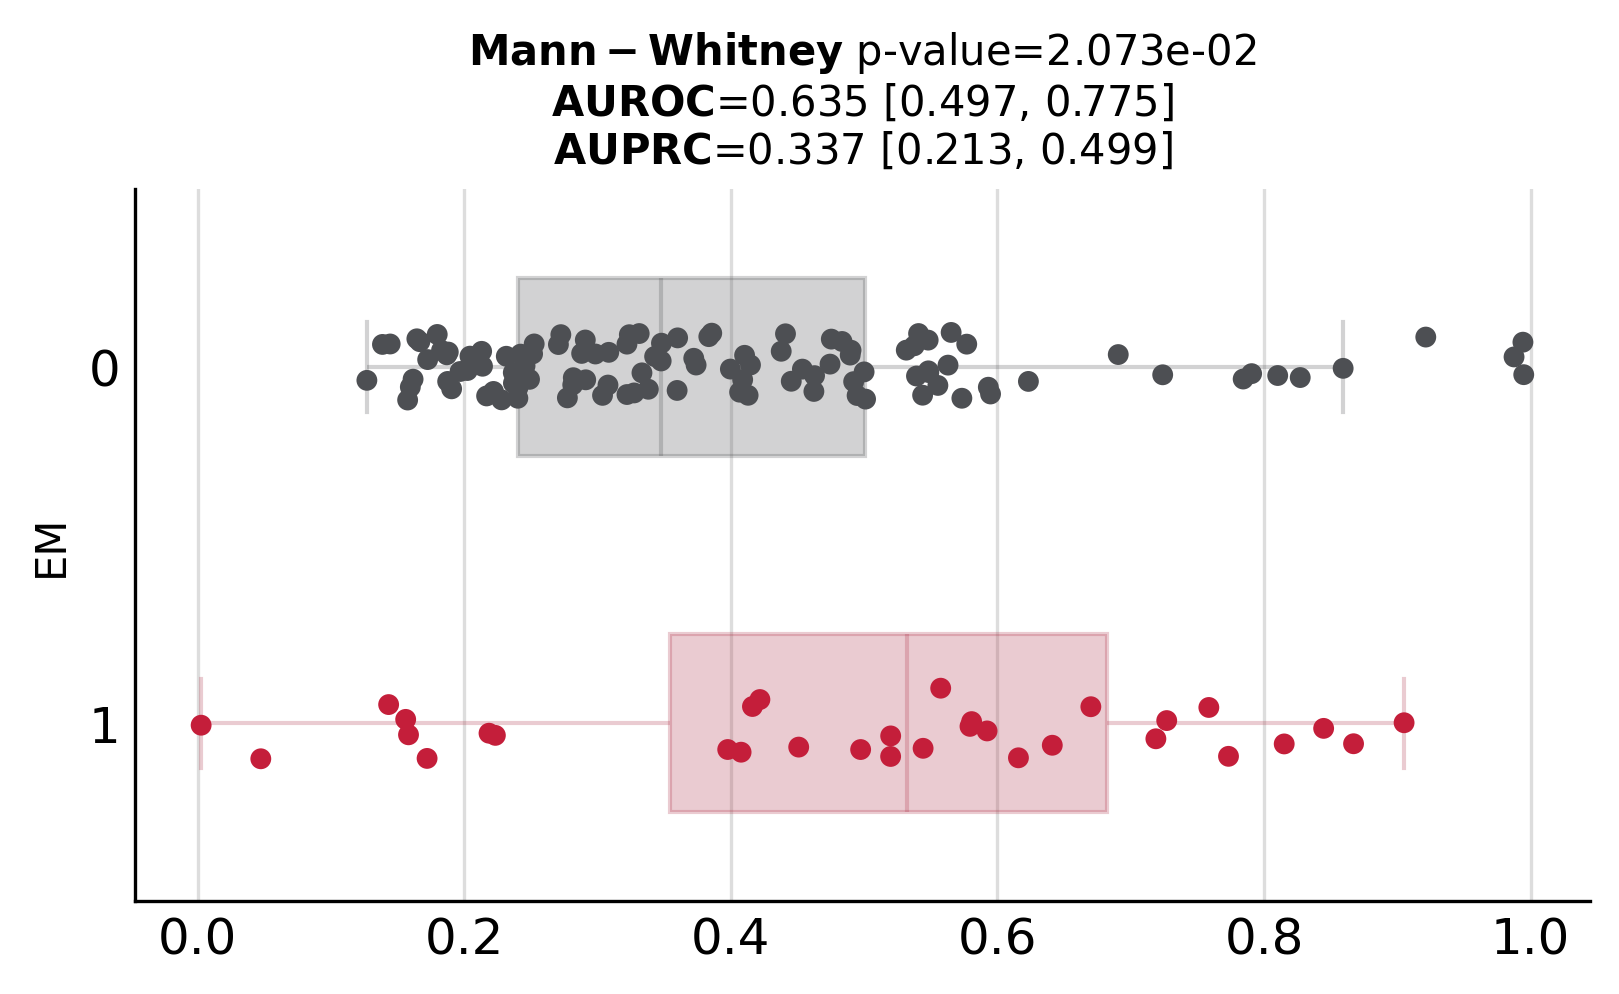 Mann – Whitney p-value=2.073e-02
AUROC=0.635 [0.497, 0.775]
AUPRC=0.337 [0.213, 0.499]
0
EM
1
0.0 0.2 0.4 0.6 0.8 1.0